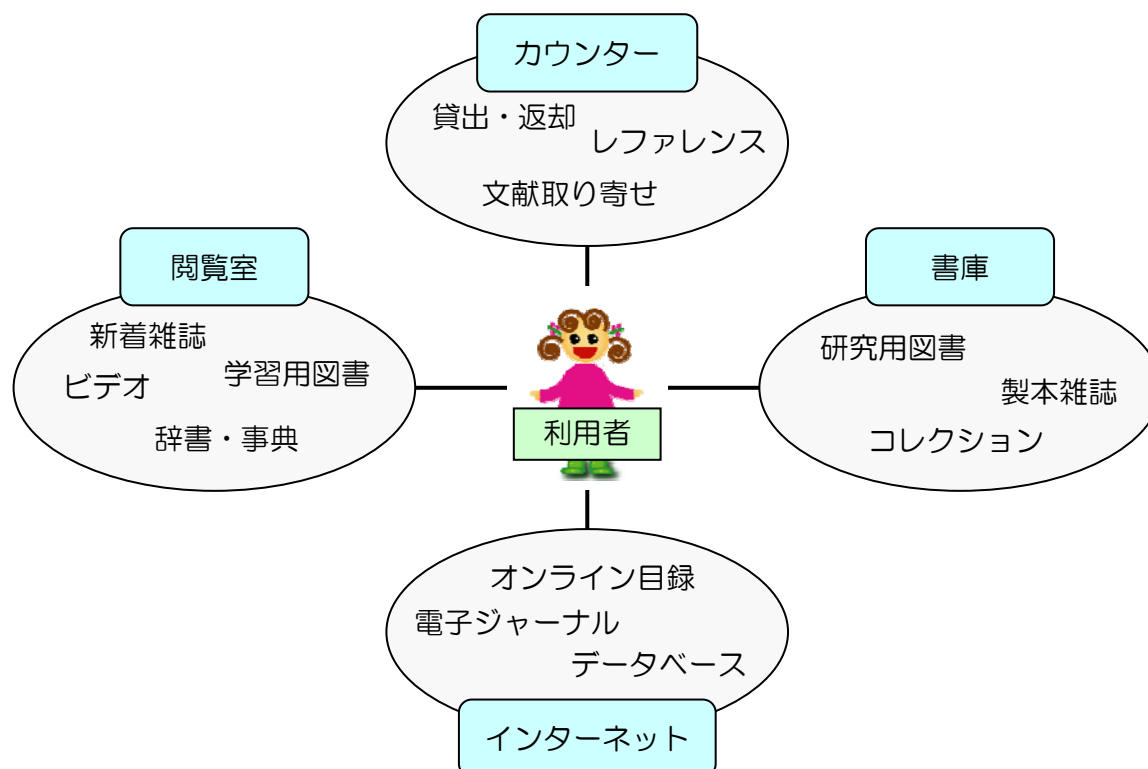 カウンター
貸出・返却
レファレンス
文献取り寄せ
閲覧室
新着雑誌
学習用図書
ビデオ
辞書・事典
書庫
研究用図書
製本雑誌
コレクション
利用者
オンライン目録
電子ジャーナル
データベース
インターネット